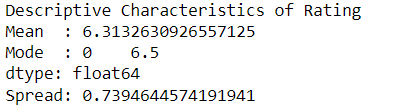 Descriptive Characteristics of Rating
Mean  : 6.3132630926557125
Mode  : 0    6.5
dtype: float64
Spread: 0.7394644574191941